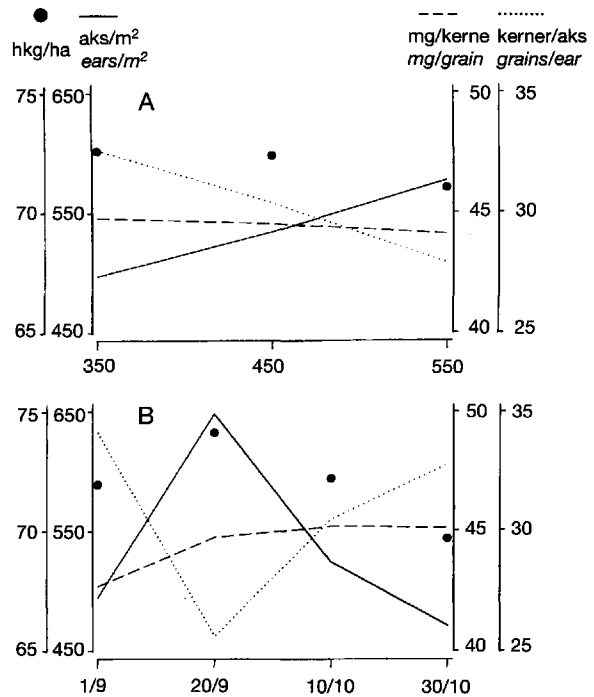 ● aks/m² mg/kerne kerner/aks
hkg/ha ears/m² mg/grain grains/ear
75 650 A 50 35
70 550 45 30
65 450 40 25
350 450 550
75 650 B 50 35
70 550 45 30
65 450 40 25
1/9 20/9 10/10 30/10